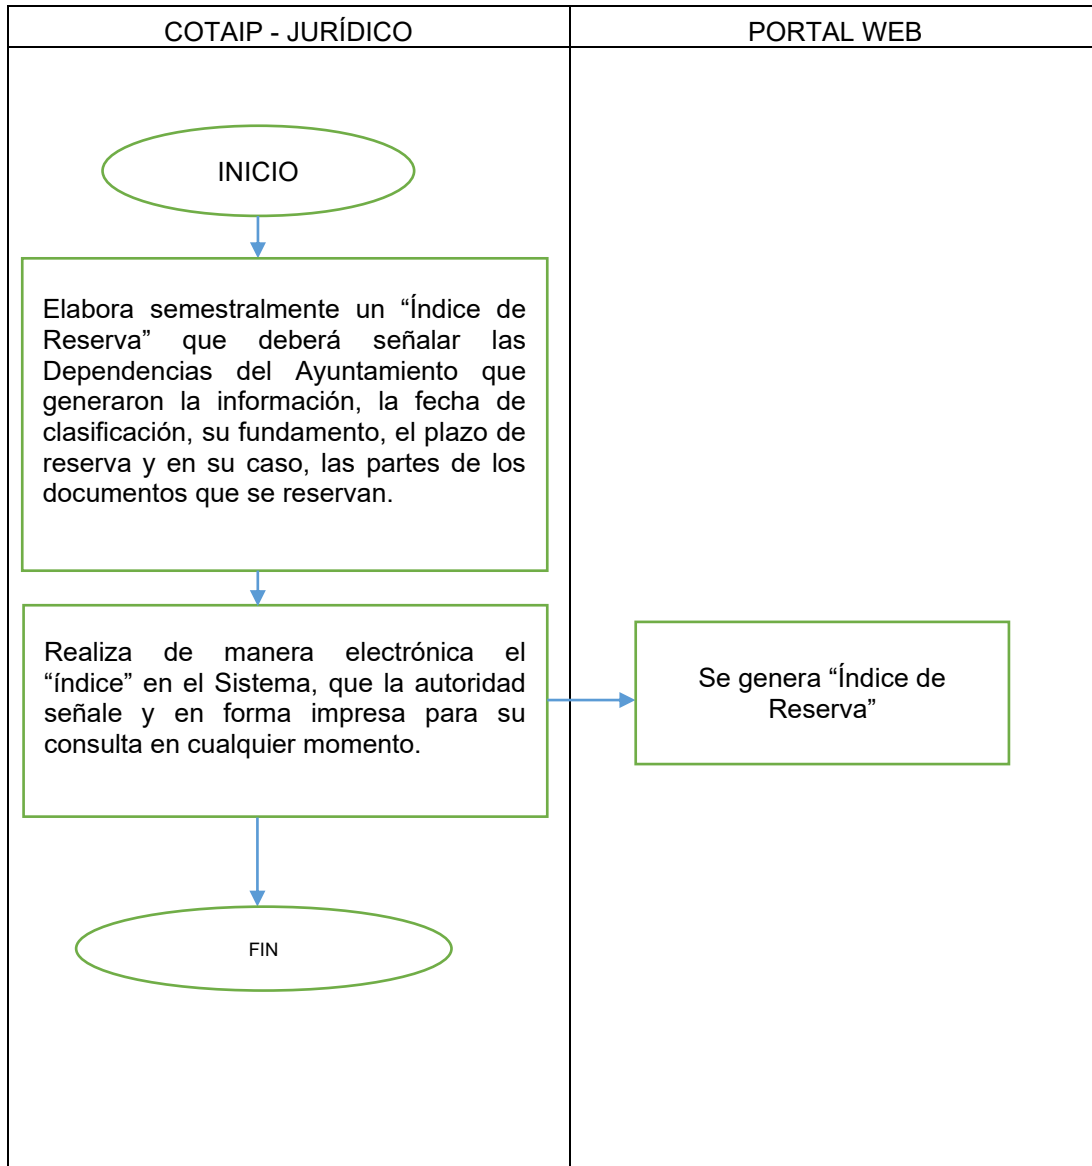 COTAIP - JURÍDICO
PORTAL WEB
INICIO
Elabora semestralmente un “Índice de
Reserva” que deberá señalar las
Dependencias del Ayuntamiento que
generaron la información, la fecha de
clasificación, su fundamento, el plazo de
reserva y en su caso, las partes de los
documentos que se reservan.
Realiza de manera electrónica el
“índice” en el Sistema, que la autoridad
señale y en forma impresa para su
consulta en cualquier momento.
Se genera “Índice de
Reserva”
FIN